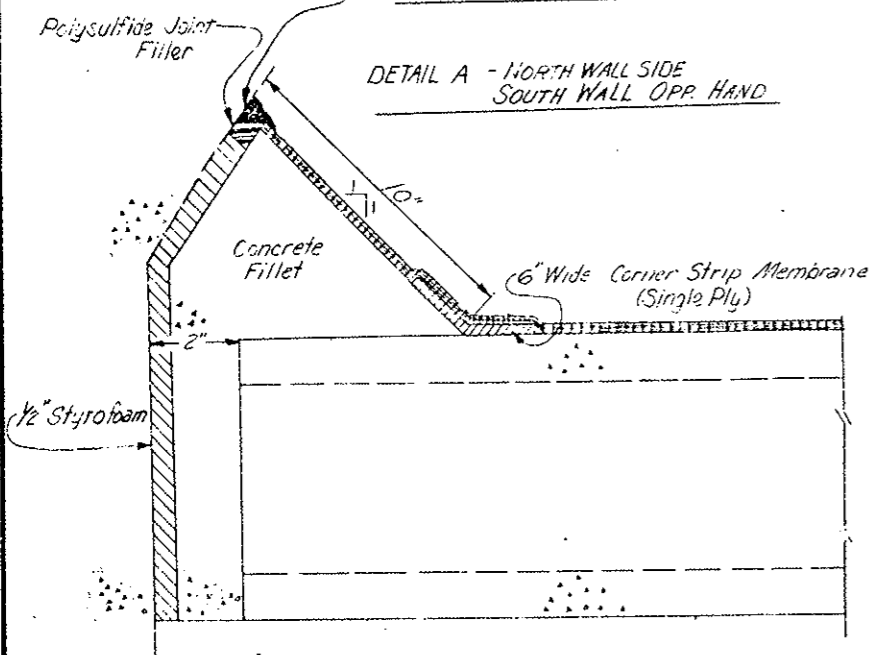 Polysulfide Joint
Filler
DETAIL A - NORTH WALL SIDE
SOUTH WALL OPP. HAND
1
1
10"
Concrete
Fillet
6" Wide Corner Strip Membrane
(Single Ply)
2"
1/2" Styrofoam